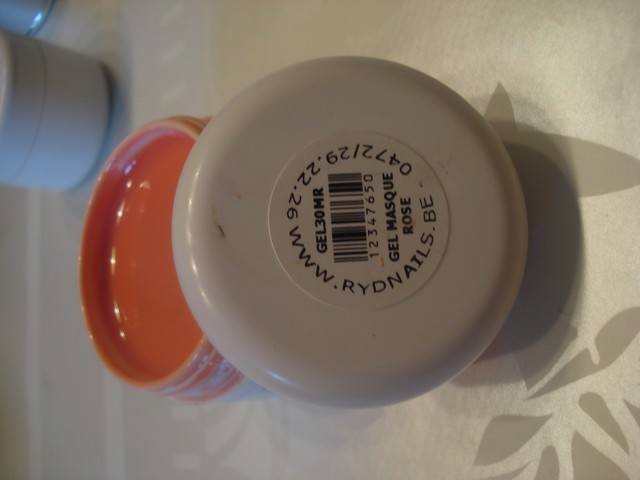 GEL30MR
12347650
GEL MASQUE
ROSE
WWW.RYDNAILS.BE - 0472/29.22.26